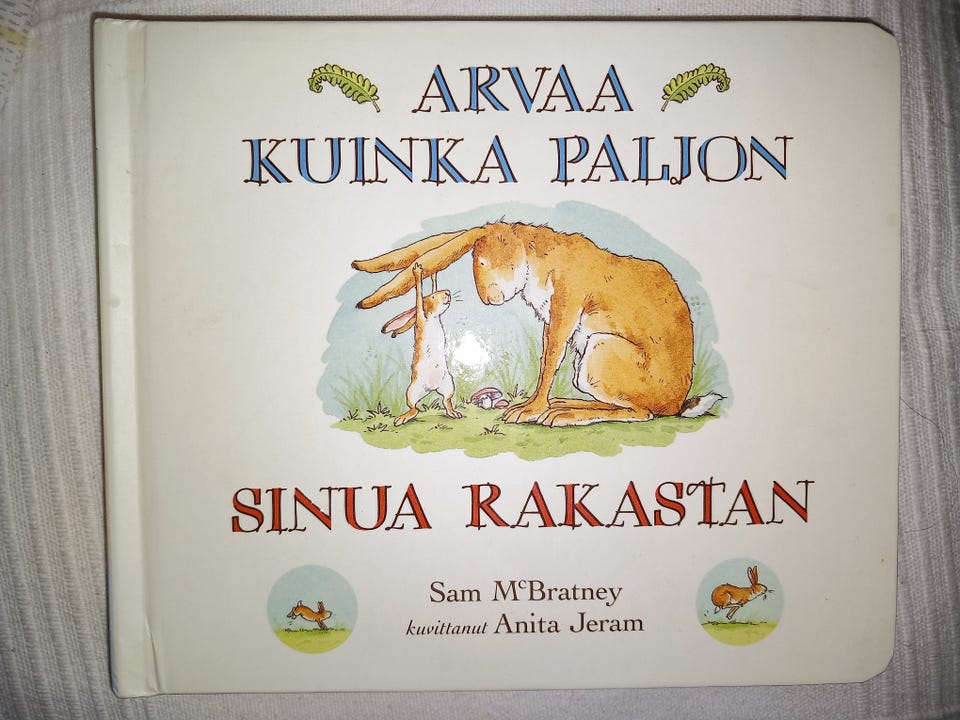 ARVAA
KUINKA PALJON
SINUA RAKASTAN
Sam McBratney
kuvittanut Anita Jeram